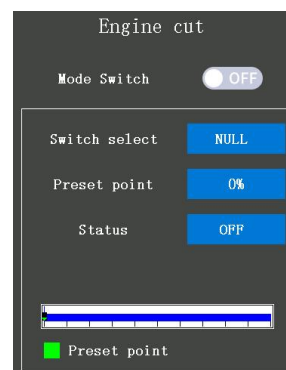 Engine cut
Mode Switch OFF
Switch select NULL
Preset point 0%
Status OFF
Preset point